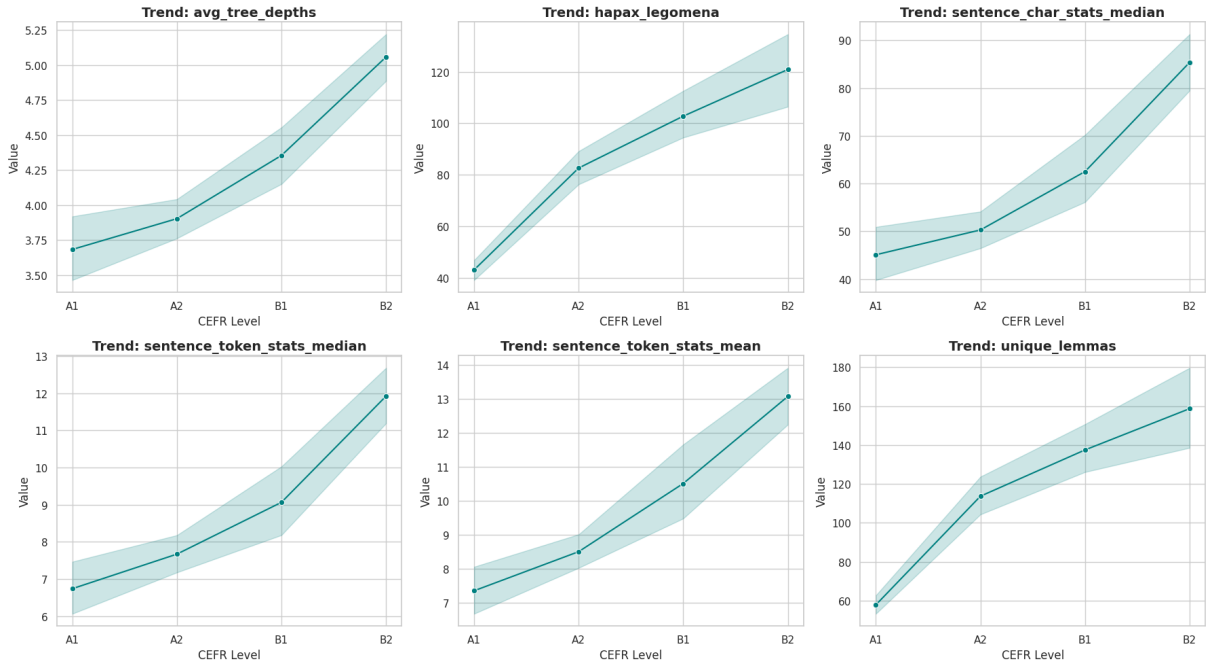 Trend: avg_tree_depths
5.25
5.00
4.75
4.50
4.25
4.00
3.75
3.50
Value
A1 A2 B1 B2
CEFR Level
Trend: hapax_legomena
120
100
80
60
40
Value
A1 A2 B1 B2
CEFR Level
Trend: sentence_char_stats_median
90
80
70
60
50
40
Value
A1 A2 B1 B2
CEFR Level
Trend: sentence_token_stats_median
13
12
11
10
9
8
7
6
Value
A1 A2 B1 B2
CEFR Level
Trend: sentence_token_stats_mean
14
13
12
11
10
9
8
7
Value
A1 A2 B1 B2
CEFR Level
Trend: unique_lemmas
180
160
140
120
100
80
60
Value
A1 A2 B1 B2
CEFR Level